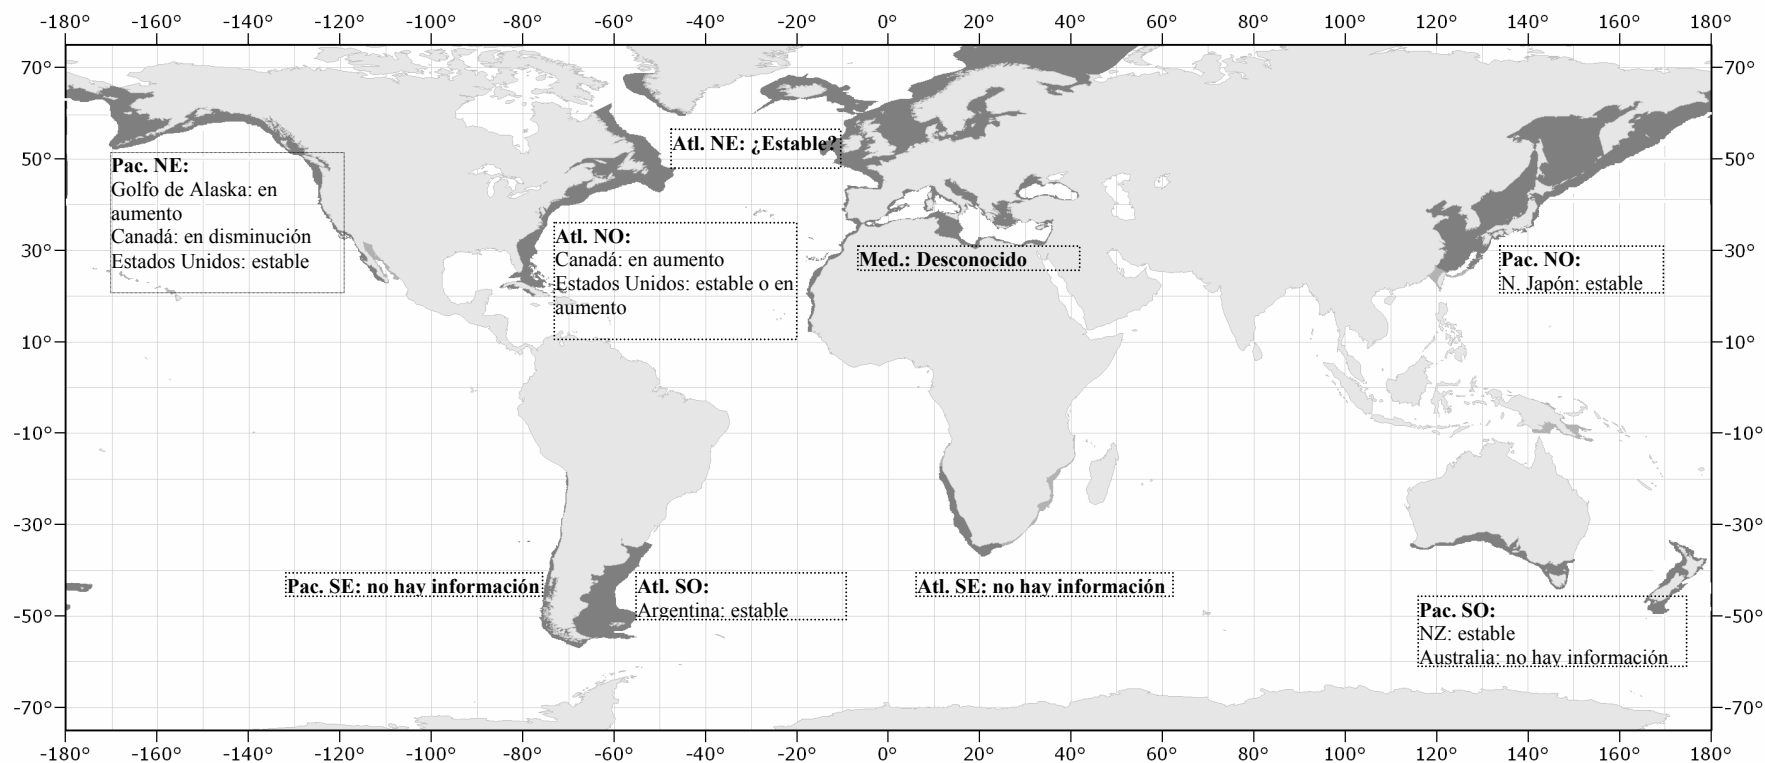 -180° -160° -140° -120° -100° -80° -60° -40° -20° 0° 20° 40° 60° 80° 100° 120° 140° 160° 180°
70° 70°
Atl. NE: ¿Estable?
50° 50°
Pac. NE:
Golfo de Alaska: en
aumento
Canadá: en disminución
Estados Unidos: estable
Atl. NO:
Canadá: en aumento
Estados Unidos: estable o en
aumento
30° 30°
Med.: Desconocido
Pac. NO:
N. Japón: estable
10° 10°
-10° -10°
-30° -30°
Pac. SE: no hay información
Atl. SO:
Argentina: estable
Atl. SE: no hay información
-50° -50°
Pac. SO:
NZ: estable
Australia: no hay información
-70° -70°
-180° -160° -140° -120° -100° -80° -60° -40° -20° 0° 20° 40° 60° 80° 100° 120° 140° 160° 180°